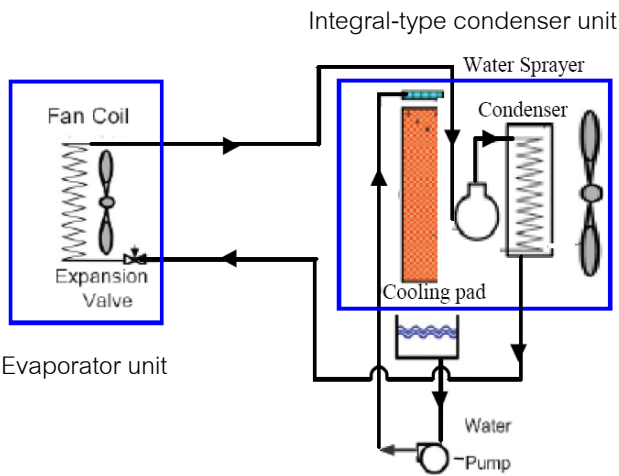 Integral-type condenser unit
Water Sprayer
Fan Coil
Condenser
Expansion
Valve
Cooling pad
Evaporator unit
Water
Pump